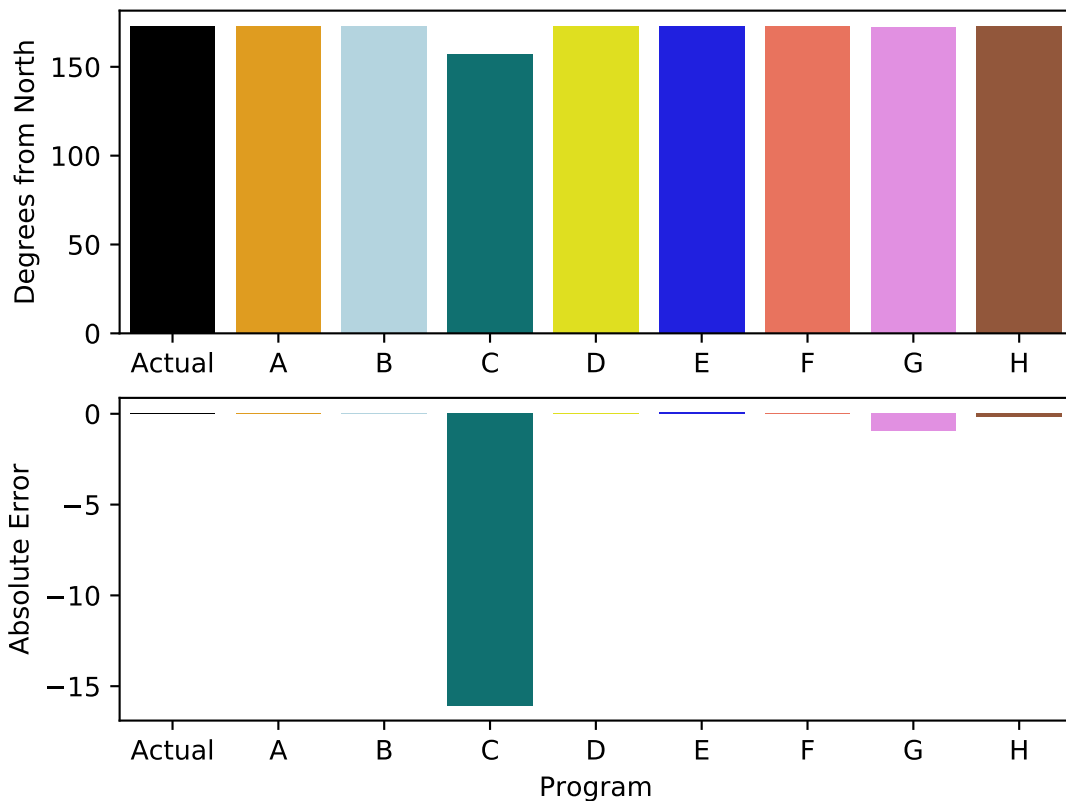 Degrees from North
150
100
50
0
Actual A B C D E F G H
Absolute Error
0
−5
−10
−15
Actual A B C D E F G H
Program